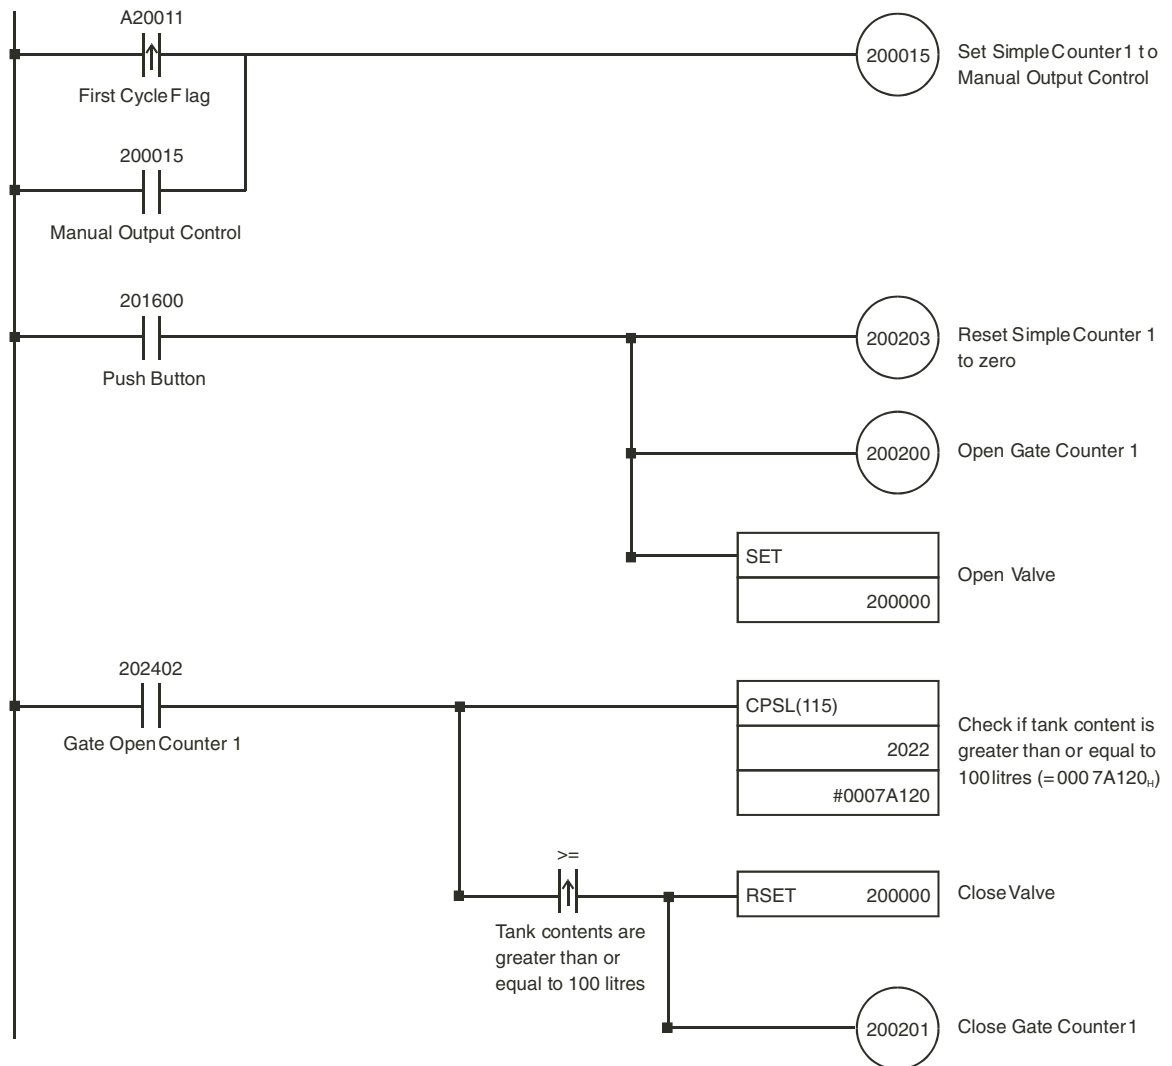 A20011
200015
Set Simple Counter 1 to
Manual Output Control
First Cycle Flag
200015
Manual Output Control
201600
200203
Reset Simple Counter 1
to zero
Push Button
200200
Open Gate Counter 1
SET
200000
Open Valve
202402
Gate Open Counter 1
CPSL(115)
2022
#0007A120
Check if tank content is
greater than or equal to
100 litres (= 000 7A120H)
>=
RSET 200000
Close Valve
Tank contents are
greater than or
equal to 100 litres
200201
Close Gate Counter 1